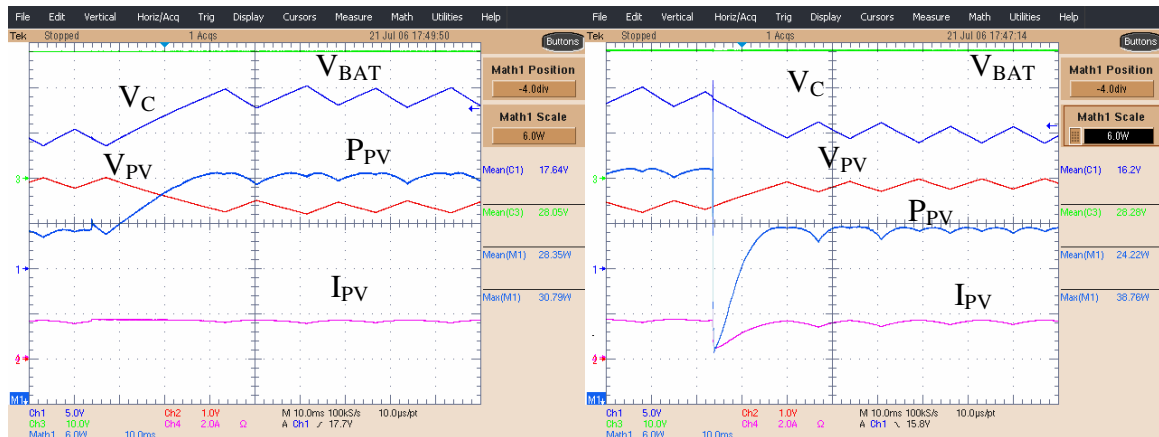 File Edit Vertical Horiz/Acq Trig Display Cursors Measure Math Utilities Help
Tek Stopped 1 Acqs 21 Jul 06 17:49:50
Buttons
VBAT
Math1 Position
-4.0div
VC
Math1 Scale
6.0W
PPV
VPV
3
Mean(C1) 17.64V
Mean(C3) 28.05V
Mean(M1) 28.35W
1
IPV
Max(M1) 30.79W
2
M1
Ch1 5.0V Ch2 1.0V M 10.0ms 100kS/s 10.0µs/pt
Ch3 10.0V Ch4 2.0A Ω A Ch1 / 17.7V
Math1 6.0W 10.0ms
File Edit Vertical Horiz/Acq Trig Display Cursors Measure Math Utilities Help
Tek Stopped 1 Acqs 21 Jul 06 17:47:14
Buttons
VBAT
Math1 Position
-4.0div
VC
Math1 Scale
6.0W
VPV
3
Mean(C1) 16.2V
PPV
Mean(C3) 28.28V
Mean(M1) 24.22W
1
IPV
Max(M1) 38.76W
2
M1
Ch1 5.0V Ch2 1.0V M 10.0ms 100kS/s 10.0µs/pt
Ch3 10.0V Ch4 2.0A Ω A Ch1 \ 15.8V
Math1 6.0W 10.0ms